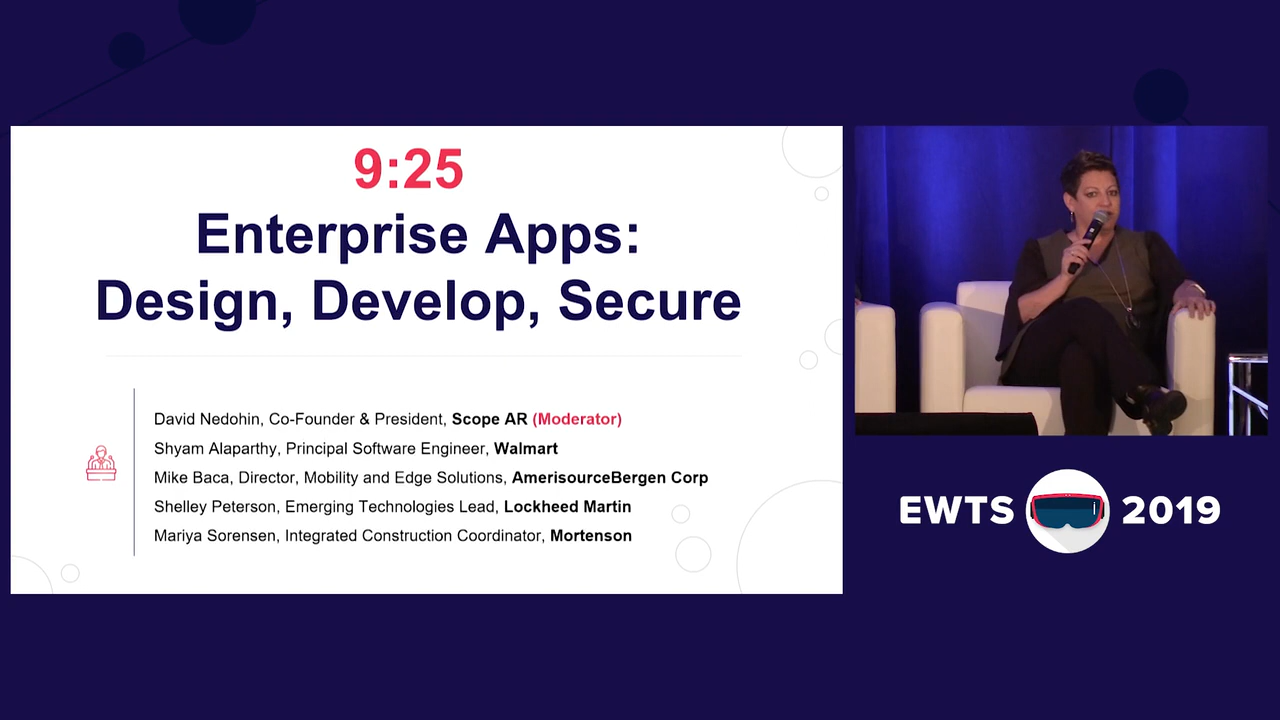 9:25
Enterprise Apps:
Design, Develop, Secure
David Nedohin, Co-Founder & President, Scope AR (Moderator)
Shyam Alaparthy, Principal Software Engineer, Walmart
Mike Baca, Director, Mobility and Edge Solutions, AmerisourceBergen Corp
Shelley Peterson, Emerging Technologies Lead, Lockheed Martin
Mariya Sorensen, Integrated Construction Coordinator, Mortenson
EWTS 2019